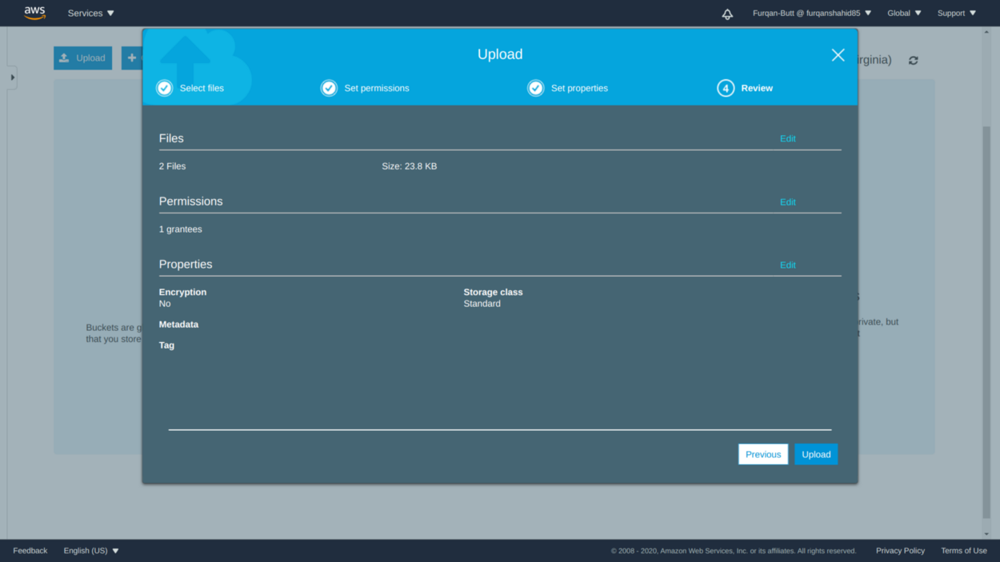 aws
Services
Furqan-Butt @ furqanshahid85
Global
Support
Upload
irginia)
Upload
Select files
Set permissions
Set properties
4 Review
Files
Edit
2 Files
Size: 23.8 KB
Permissions
Edit
1 grantees
Properties
Edit
Encryption
Storage class
No
Standard
Metadata
Tag
Buckets are g
that you store
rivate, but
Previous
Upload
Feedback
English (US)
© 2008 - 2020, Amazon Web Services, Inc. or its affiliates. All rights reserved.
Privacy Policy
Terms of Use